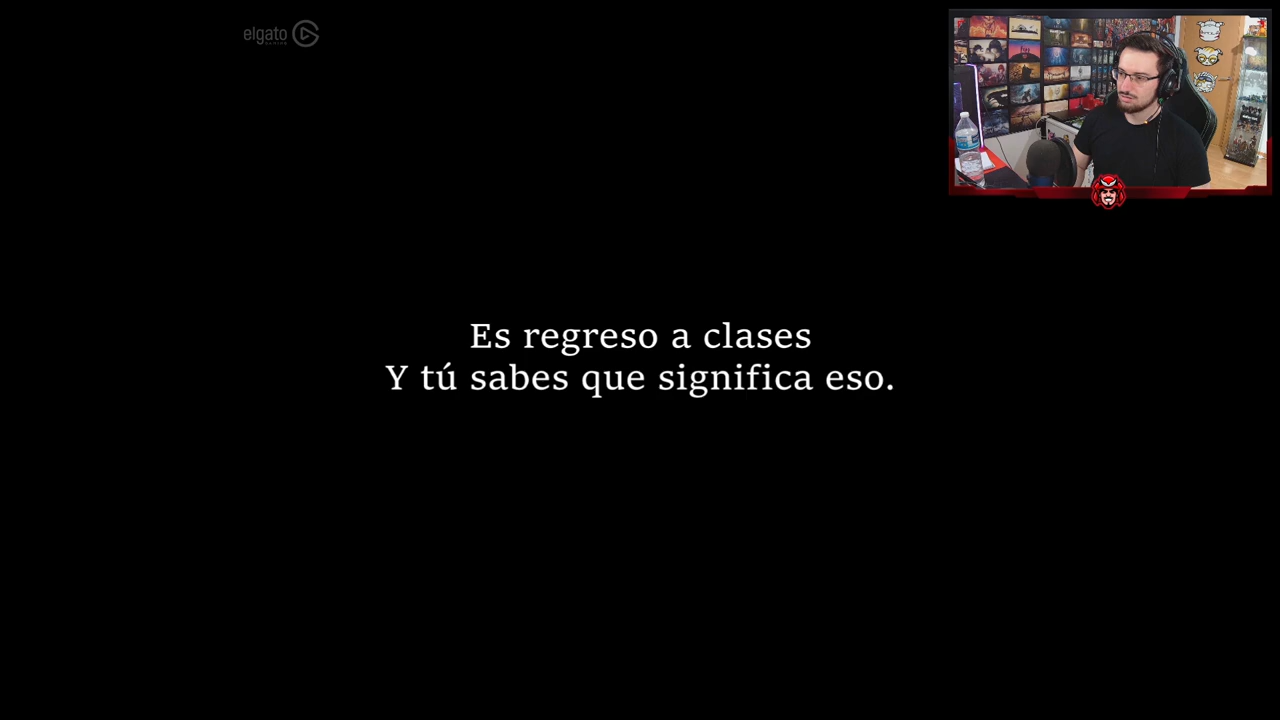 elgato
Es regreso a clases
Y tú sabes que significa eso.